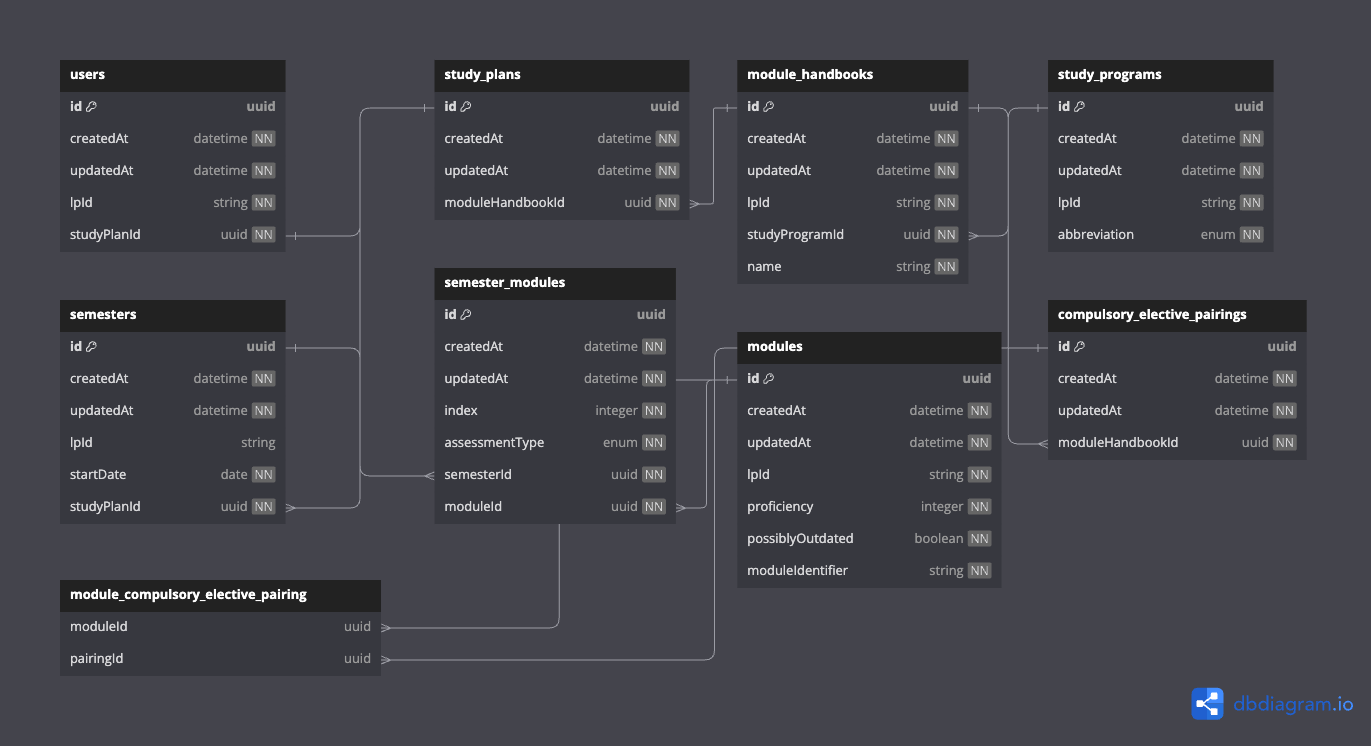 users
id uuid
createdAt datetime NN
updatedAt datetime NN
lpId string NN
studyPlanId uuid NN
study_plans
id uuid
createdAt datetime NN
updatedAt datetime NN
moduleHandbookId uuid NN
module_handbooks
id uuid
createdAt datetime NN
updatedAt datetime NN
lpId string NN
studyProgramId uuid NN
name string NN
study_programs
id uuid
createdAt datetime NN
updatedAt datetime NN
lpId string NN
abbreviation enum NN
semesters
id uuid
createdAt datetime NN
updatedAt datetime NN
lpId string
startDate date NN
studyPlanId uuid NN
semester_modules
id uuid
createdAt datetime NN
updatedAt datetime NN
index integer NN
assessmentType enum NN
semesterId uuid NN
moduleId uuid NN
modules
id uuid
createdAt datetime NN
updatedAt datetime NN
lpId string NN
proficiency integer NN
possiblyOutdated boolean NN
moduleIdentifier string NN
compulsory_elective_pairings
id uuid
createdAt datetime NN
updatedAt datetime NN
moduleHandbookId uuid NN
module_compulsory_elective_pairing
moduleId uuid
pairingId uuid
dbdiagram.io